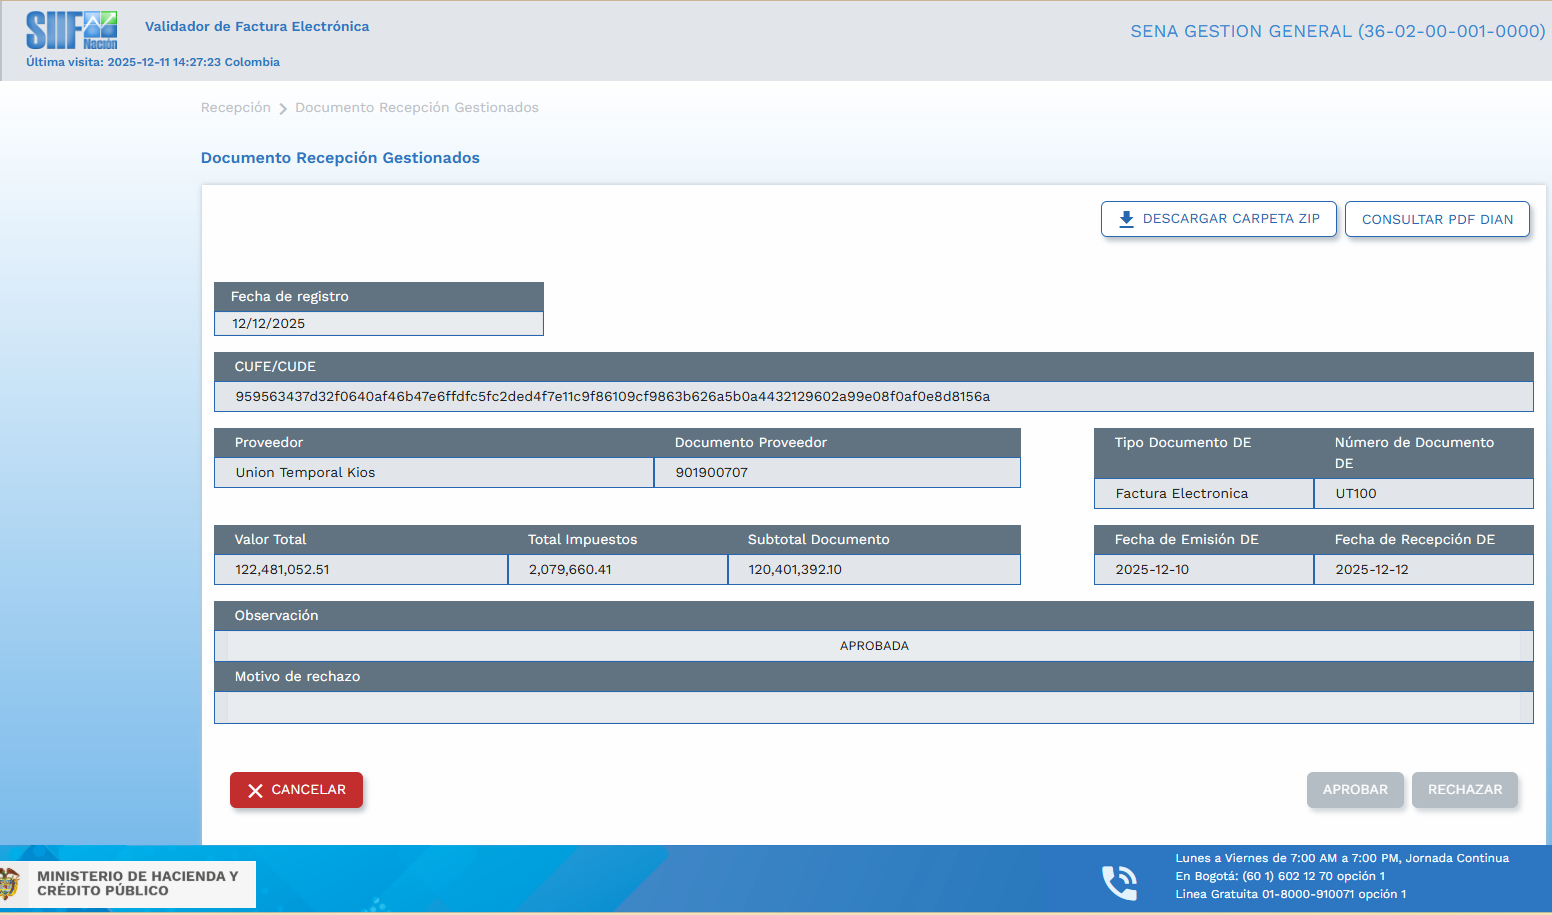 SIIF Nación
Validador de Factura Electrónica
SENA GESTION GENERAL (36-02-00-001-0000)
Última visita: 2025-12-11 14:27:23 Colombia
Recepción > Documento Recepción Gestionados
Documento Recepción Gestionados
DESCARGAR CARPETA ZIP
CONSULTAR PDF DIAN
Fecha de registro
12/12/2025
CUFE/CUDE
959563437d32f0640af46b47e6ffdfc5fc2ded4f7e11c9f86109cf9863b626a5b0a4432129602a99e08f0af0e8d8156a
Proveedor Documento Proveedor
Union Temporal Kios 901900707
Tipo Documento DE Número de Documento
DE
Factura Electronica UT100
Valor Total Total Impuestos Subtotal Documento
122,481,052.51 2,079,660.41 120,401,392.10
Fecha de Emisión DE Fecha de Recepción DE
2025-12-10 2025-12-12
Observación
APROBADA
Motivo de rechazo
CANCELAR
APROBAR
RECHAZAR
MINISTERIO DE HACIENDA Y
CRÉDITO PÚBLICO
Lunes a Viernes de 7:00 AM a 7:00 PM, Jornada Continua
En Bogotá: (60 1) 602 12 70 opción 1
Linea Gratuita 01-8000-910071 opción 1